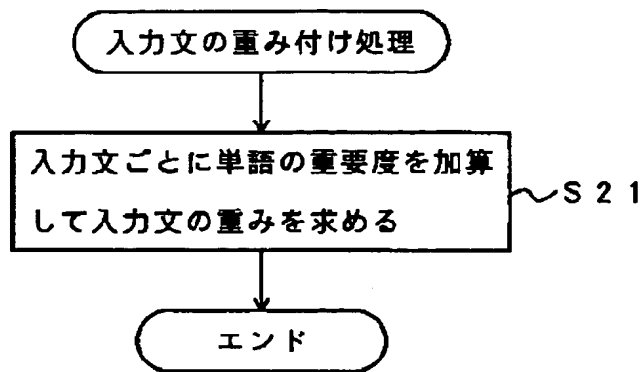 入力文の重み付け処理
入力文ごとに単語の重要度を加算
して入力文の重みを求める
S21
エンド